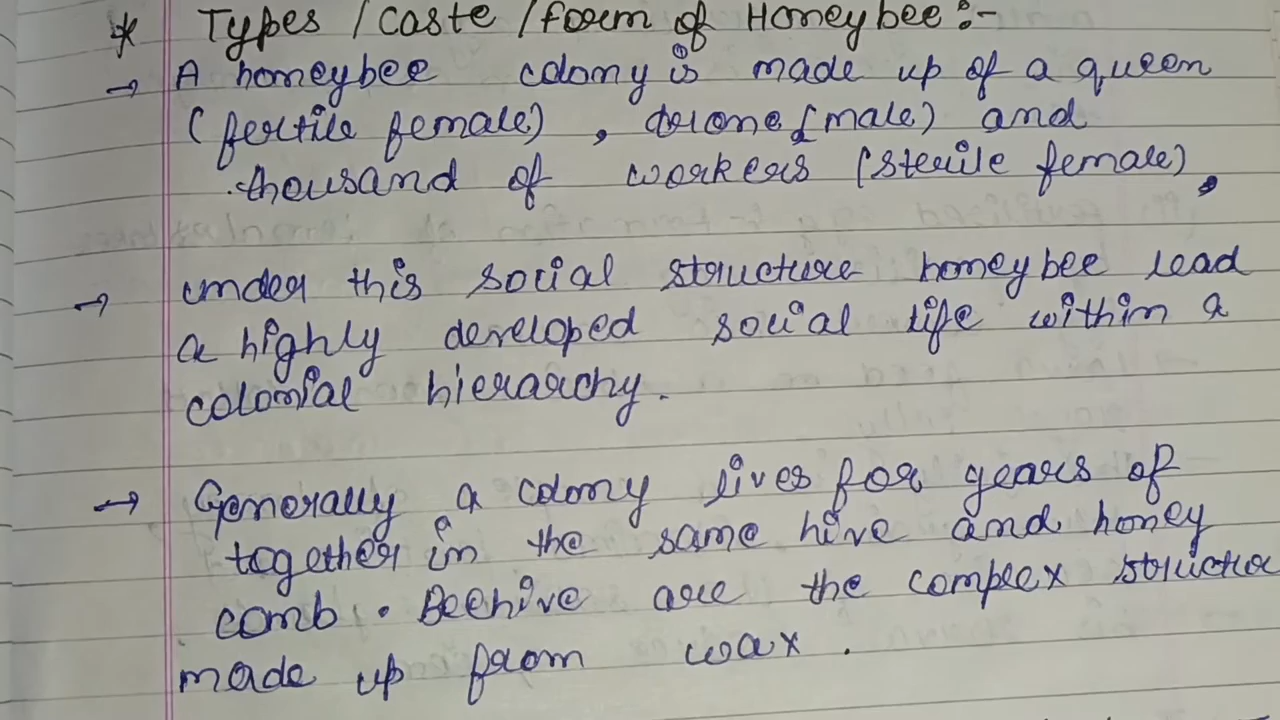 * Types / caste / form of Honeybee :-
→ A honeybee colony is made up of a queen
(fertile female) , drone (male) and
thousand of workers (sterile female) .
→ under this social structure honeybee lead
a highly developed social life within a
colonial hierarchy.
→ Generally a colony lives for years of
together in the same hive and honey
comb . Beehive are the complex structure
made up from wax .